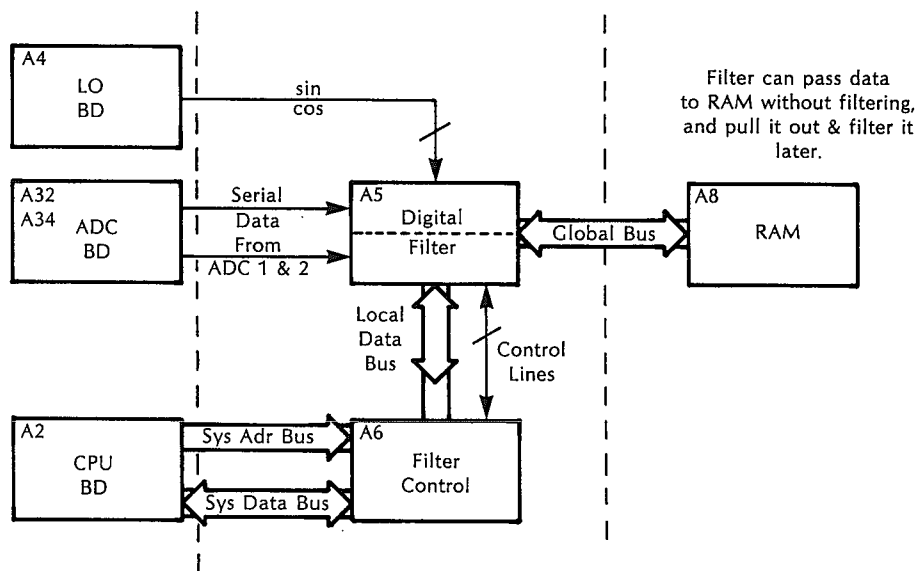 A4
LO
BD
sin
cos
Filter can pass data
to RAM without filtering,
and pull it out & filter it
later.
A32
A34
ADC
BD
Serial
Data
From
ADC 1 & 2
A5
Digital
Filter
Global Bus
A8
RAM
Local
Data
Bus
Control
Lines
A2
CPU
BD
Sys Adr Bus
Sys Data Bus
A6
Filter
Control